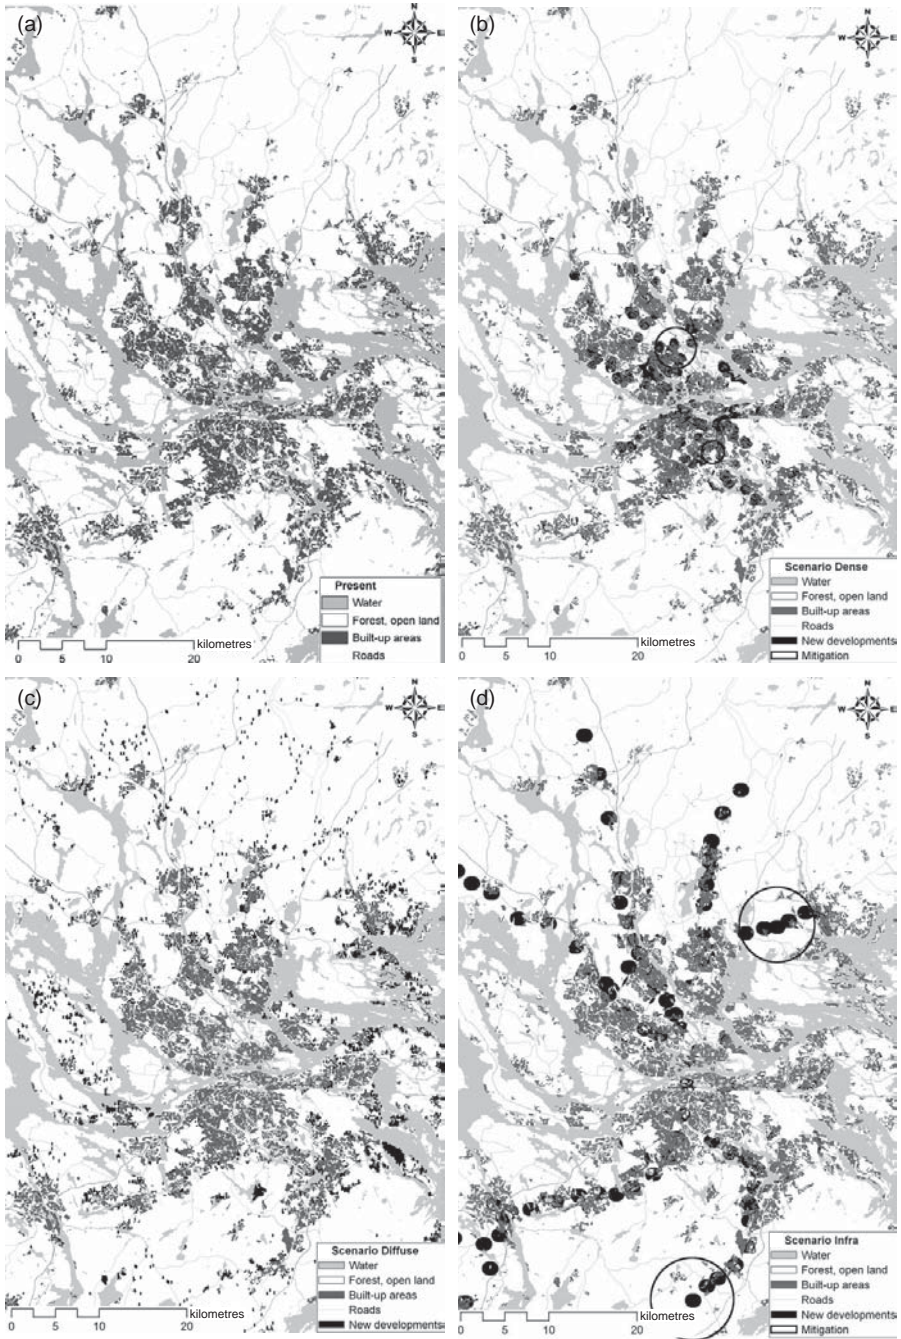 (a)
N
W
E
S
Present
Water
Forest, open land
Built-up areas
Roads
kilometres
0
5
10
20
(b)
N
W
E
S
Scenario Dense
Water
Forest, open land
Built-up areas
Roads
New developments
Mitigation
kilometres
0
5
10
20
(c)
N
W
E
S
Scenario Diffuse
Water
Forest, open land
Built-up areas
Roads
New developments
kilometres
0
5
10
20
(d)
N
W
E
S
Scenario Infra
Water
Forest, open land
Built-up areas
Roads
New developments
Mitigation
kilometres
0
5
10
20